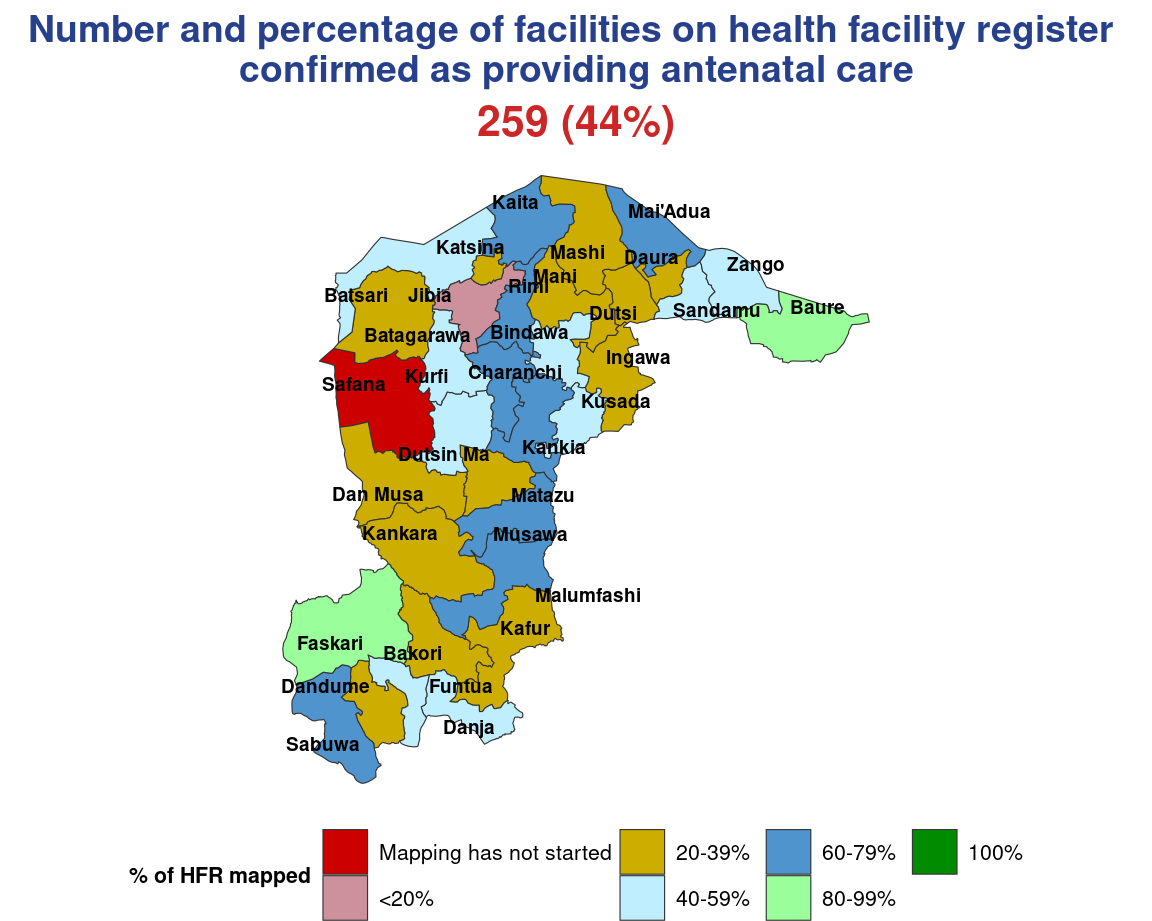 Number and percentage of facilities on health facility register
confirmed as providing antenatal care
259 (44%)
Kaita
Mai'Adua
Katsina
Mashi
Daura
Zango
Mani
Rimi
Batsari
Jibia
Baure
Sandamu
Dutsi
Batagarawa
Bindawa
Ingawa
Charanchi
Kurfi
Safana
Kusada
Kankia
Dutsin Ma
Dan Musa
Matazu
Kankara
Musawa
Malumfashi
Kafur
Faskari
Bakori
Dandume
Funtua
Danja
Sabuwa
% of HFR mapped
Mapping has not started
<20%
20-39%
40-59%
60-79%
80-99%
100%